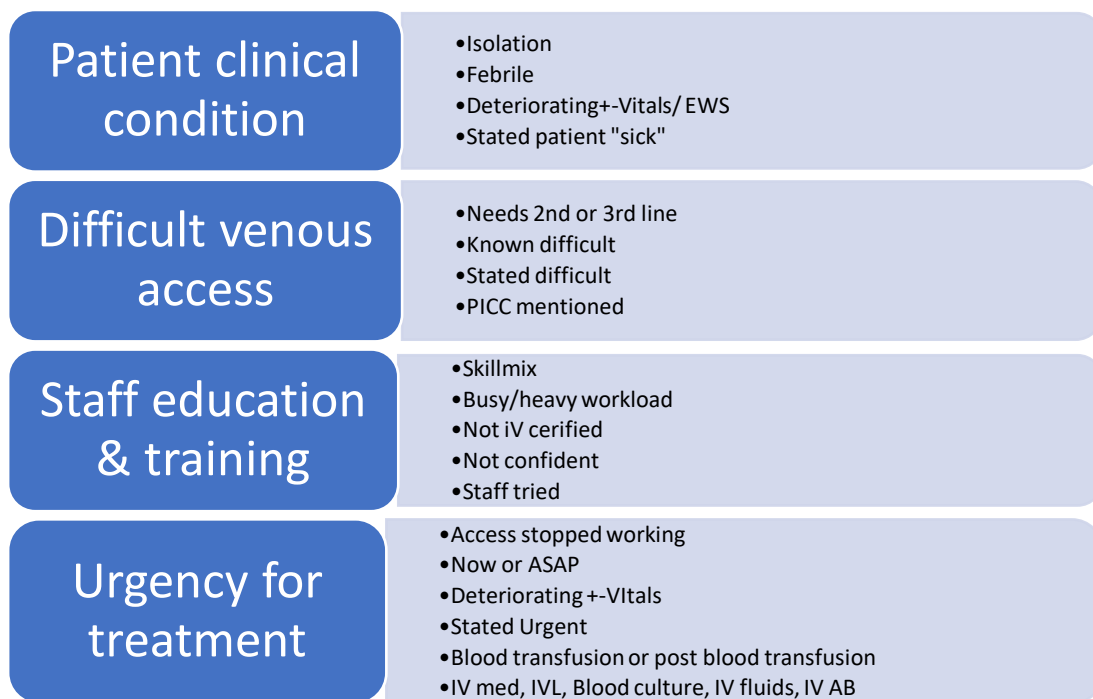 Patient clinical
condition
•Isolation
•Febrile
•Deteriorating+-Vitals/ EWS
•Stated patient "sick"
Difficult venous
access
•Needs 2nd or 3rd line
•Known difficult
•Stated difficult
•PICC mentioned
Staff education
& training
•Skillmix
•Busy/heavy workload
•Not iV cerified
•Not confident
•Staff tried
Urgency for
treatment
•Access stopped working
•Now or ASAP
•Deteriorating +-VItals
•Stated Urgent
•Blood transfusion or post blood transfusion
•IV med, IVL, Blood culture, IV fluids, IV AB